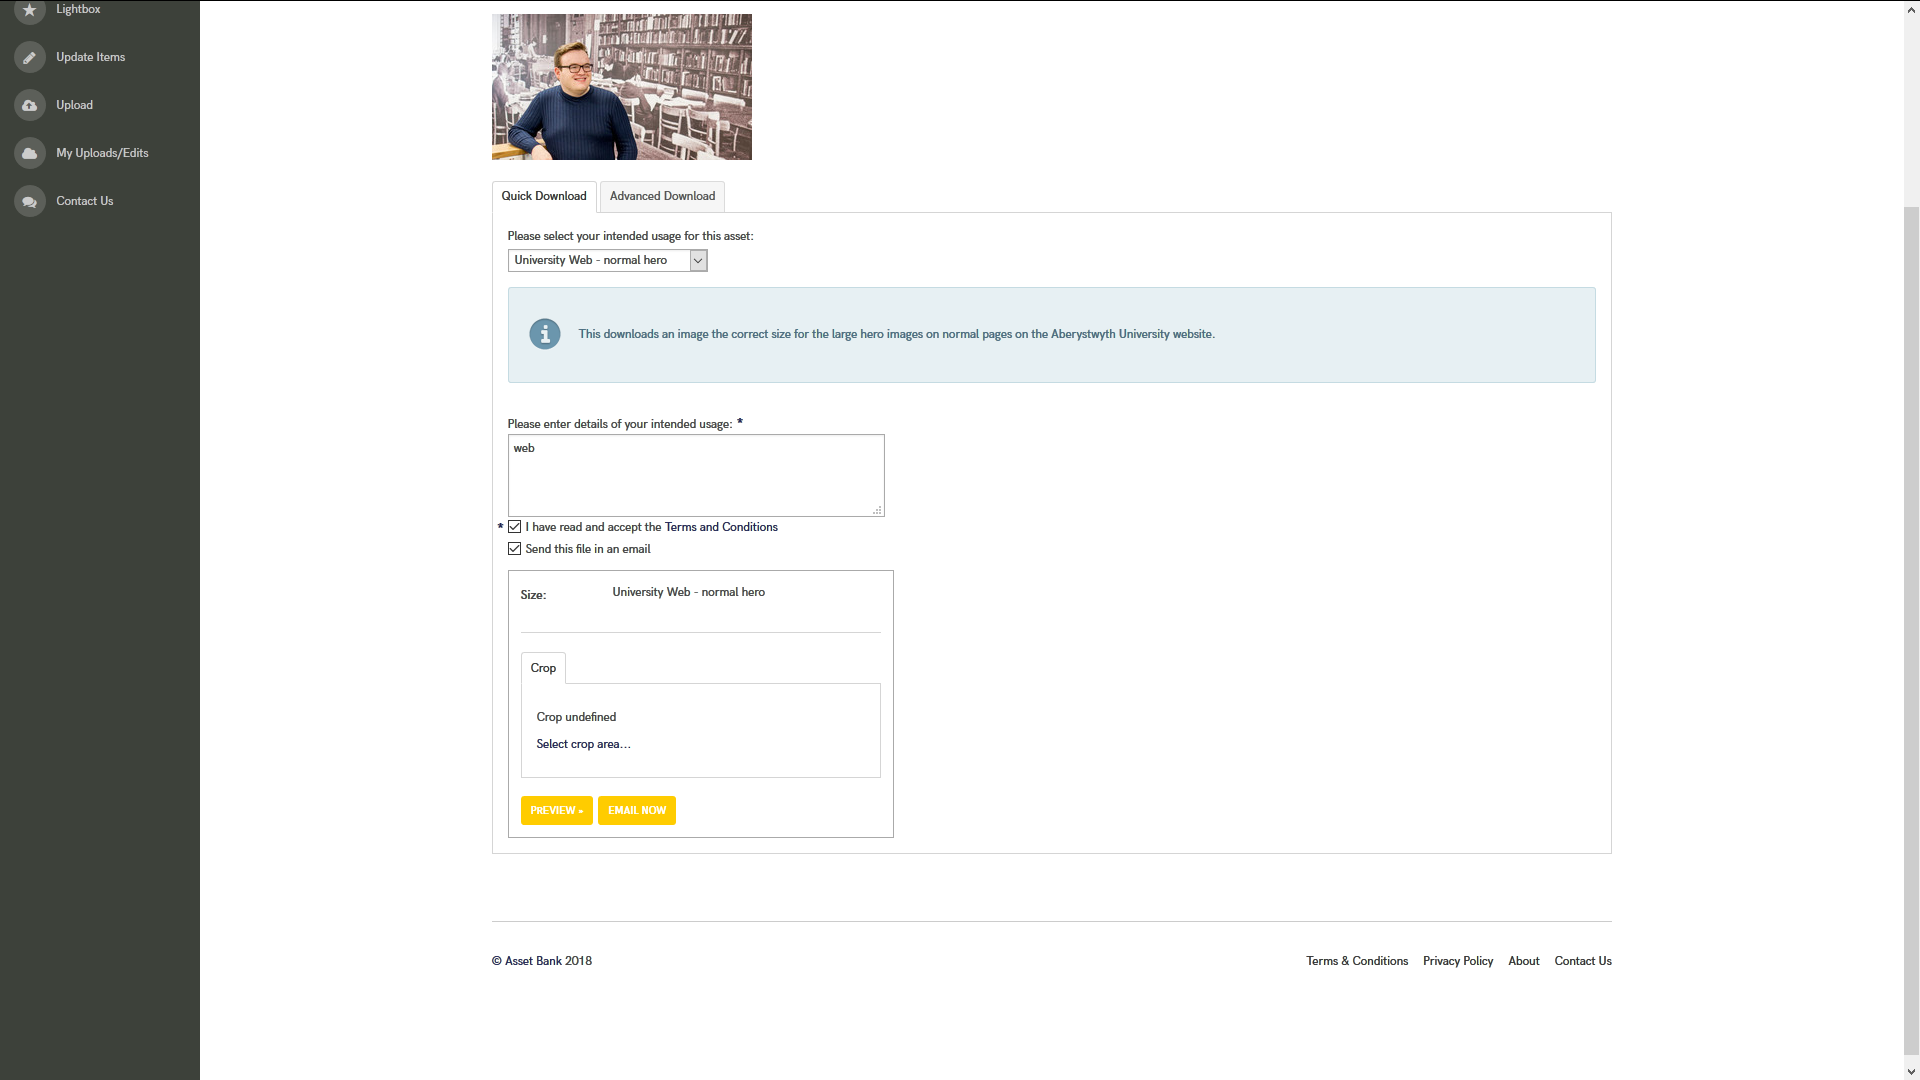 Lightbox
Update Items
Upload
My Uploads/Edits
Contact Us
Quick Download
Advanced Download
Please select your intended usage for this asset:
University Web - normal hero
This downloads an image the correct size for the large hero images on normal pages on the Aberystwyth University website.
Please enter details of your intended usage: *
web
* I have read and accept the Terms and Conditions
Send this file in an email
Size: University Web - normal hero
Crop
Crop undefined
Select crop area...
PREVIEW »
EMAIL NOW
© Asset Bank 2018
Terms & Conditions Privacy Policy About Contact Us